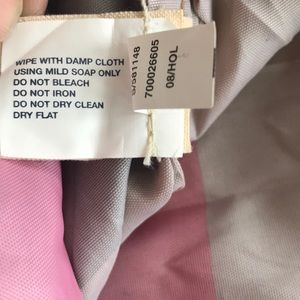 WIPE WITH DAMP CLOTH
USING MILD SOAP ONLY
DO NOT BLEACH
DO NOT IRON
DO NOT DRY CLEAN
DRY FLAT
700026605
08/HOL